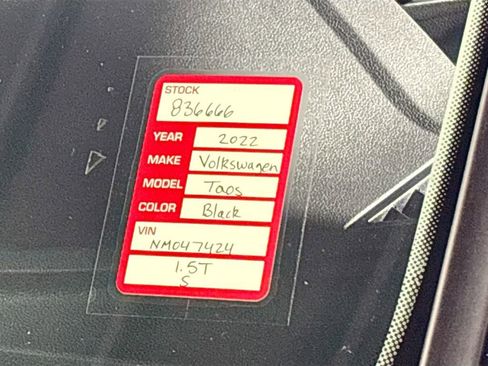 STOCK
836666
YEAR 2022
MAKE Volkswagen
MODEL Taos
COLOR Black
VIN
NM047424
1.5T
S